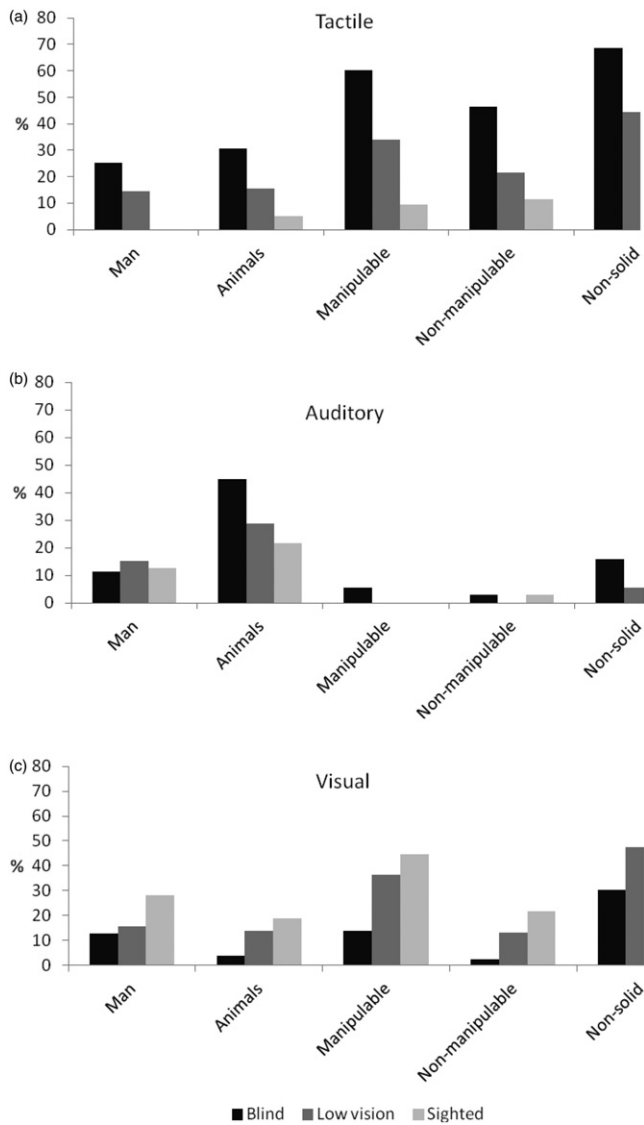 (a)
Tactile
80
70
60
50
%
40
30
20
10
0
Man
Animals
Manipulable
Non-manipulable
Non-solid
(b)
Auditory
80
70
60
50
%
40
30
20
10
0
Man
Animals
Manipulable
Non-manipulable
Non-solid
(c)
Visual
80
70
60
50
%
40
30
20
10
0
Man
Animals
Manipulable
Non-manipulable
Non-solid
Blind Low vision Sighted